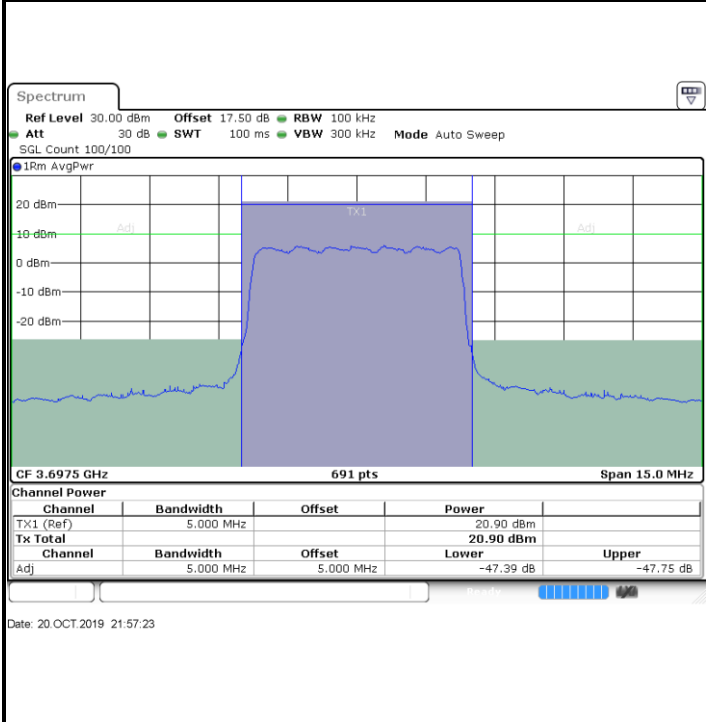 Spectrum
Ref Level 30.00 dBm Offset 17.50 dB RBW 100 kHz
Att 30 dB SWT 100 ms VBW 300 kHz Mode Auto Sweep
SGL Count 100/100
1Rm AvgPwr
20 dBm
TX1
Adj Adj
10 dBm
0 dBm
-10 dBm
-20 dBm
CF 3.6975 GHz 691 pts Span 15.0 MHz
Channel Power
Channel Bandwidth Offset Power
TX1 (Ref) 5.000 MHz 20.90 dBm
Tx Total 20.90 dBm
Channel Bandwidth Offset Lower Upper
Adj 5.000 MHz 5.000 MHz -47.39 dB -47.75 dB
Ready
Date: 20.OCT.2019 21:57:23